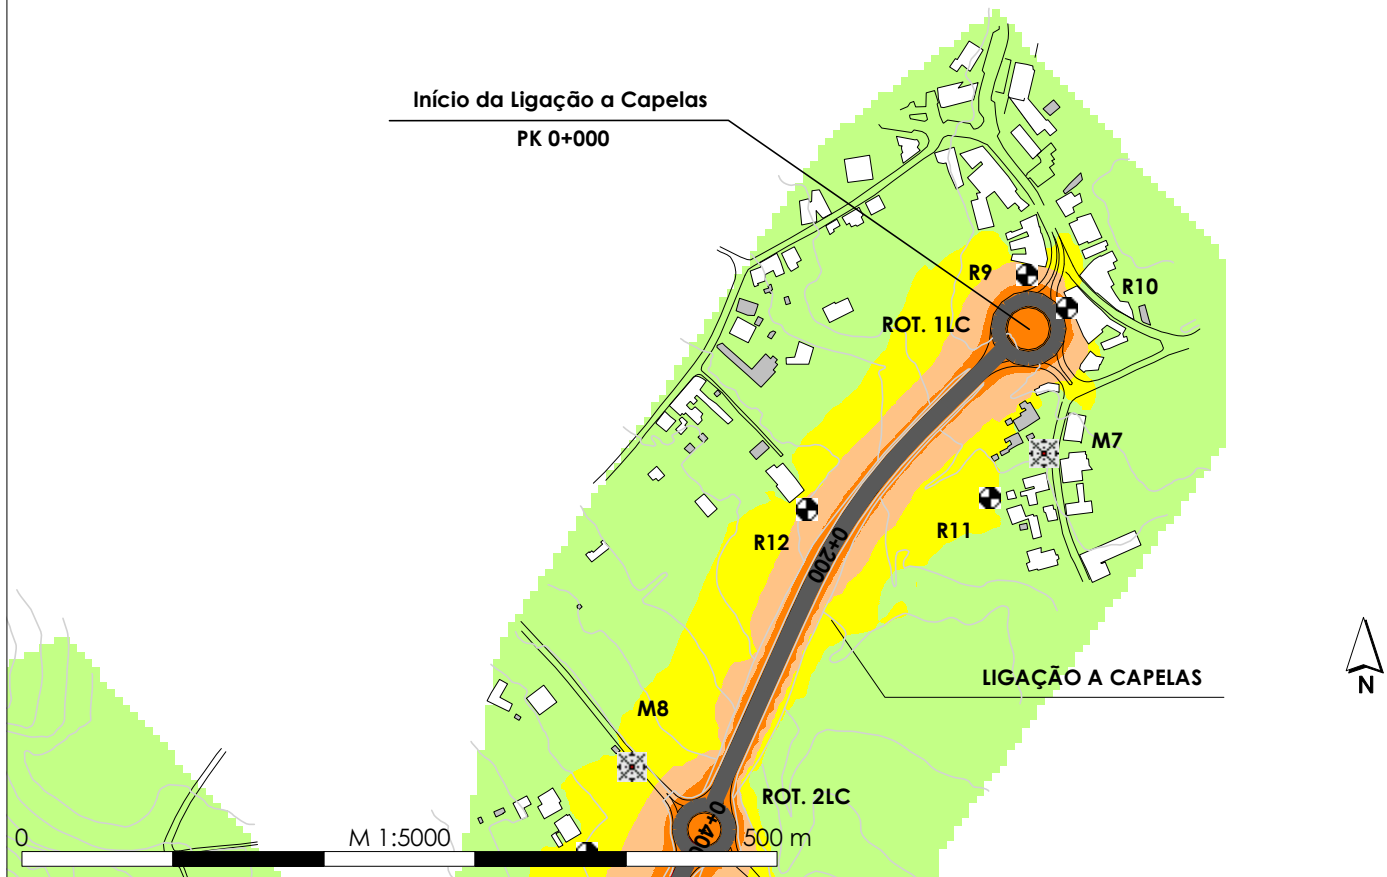 Início da Ligação a Capelas
PK 0+000
R9
R10
ROT. 1LC
M7
R11
R12
0+200
LIGAÇÃO A CAPELAS
M8
ROT. 2LC
0+400
0
M 1:5000
500 m
N